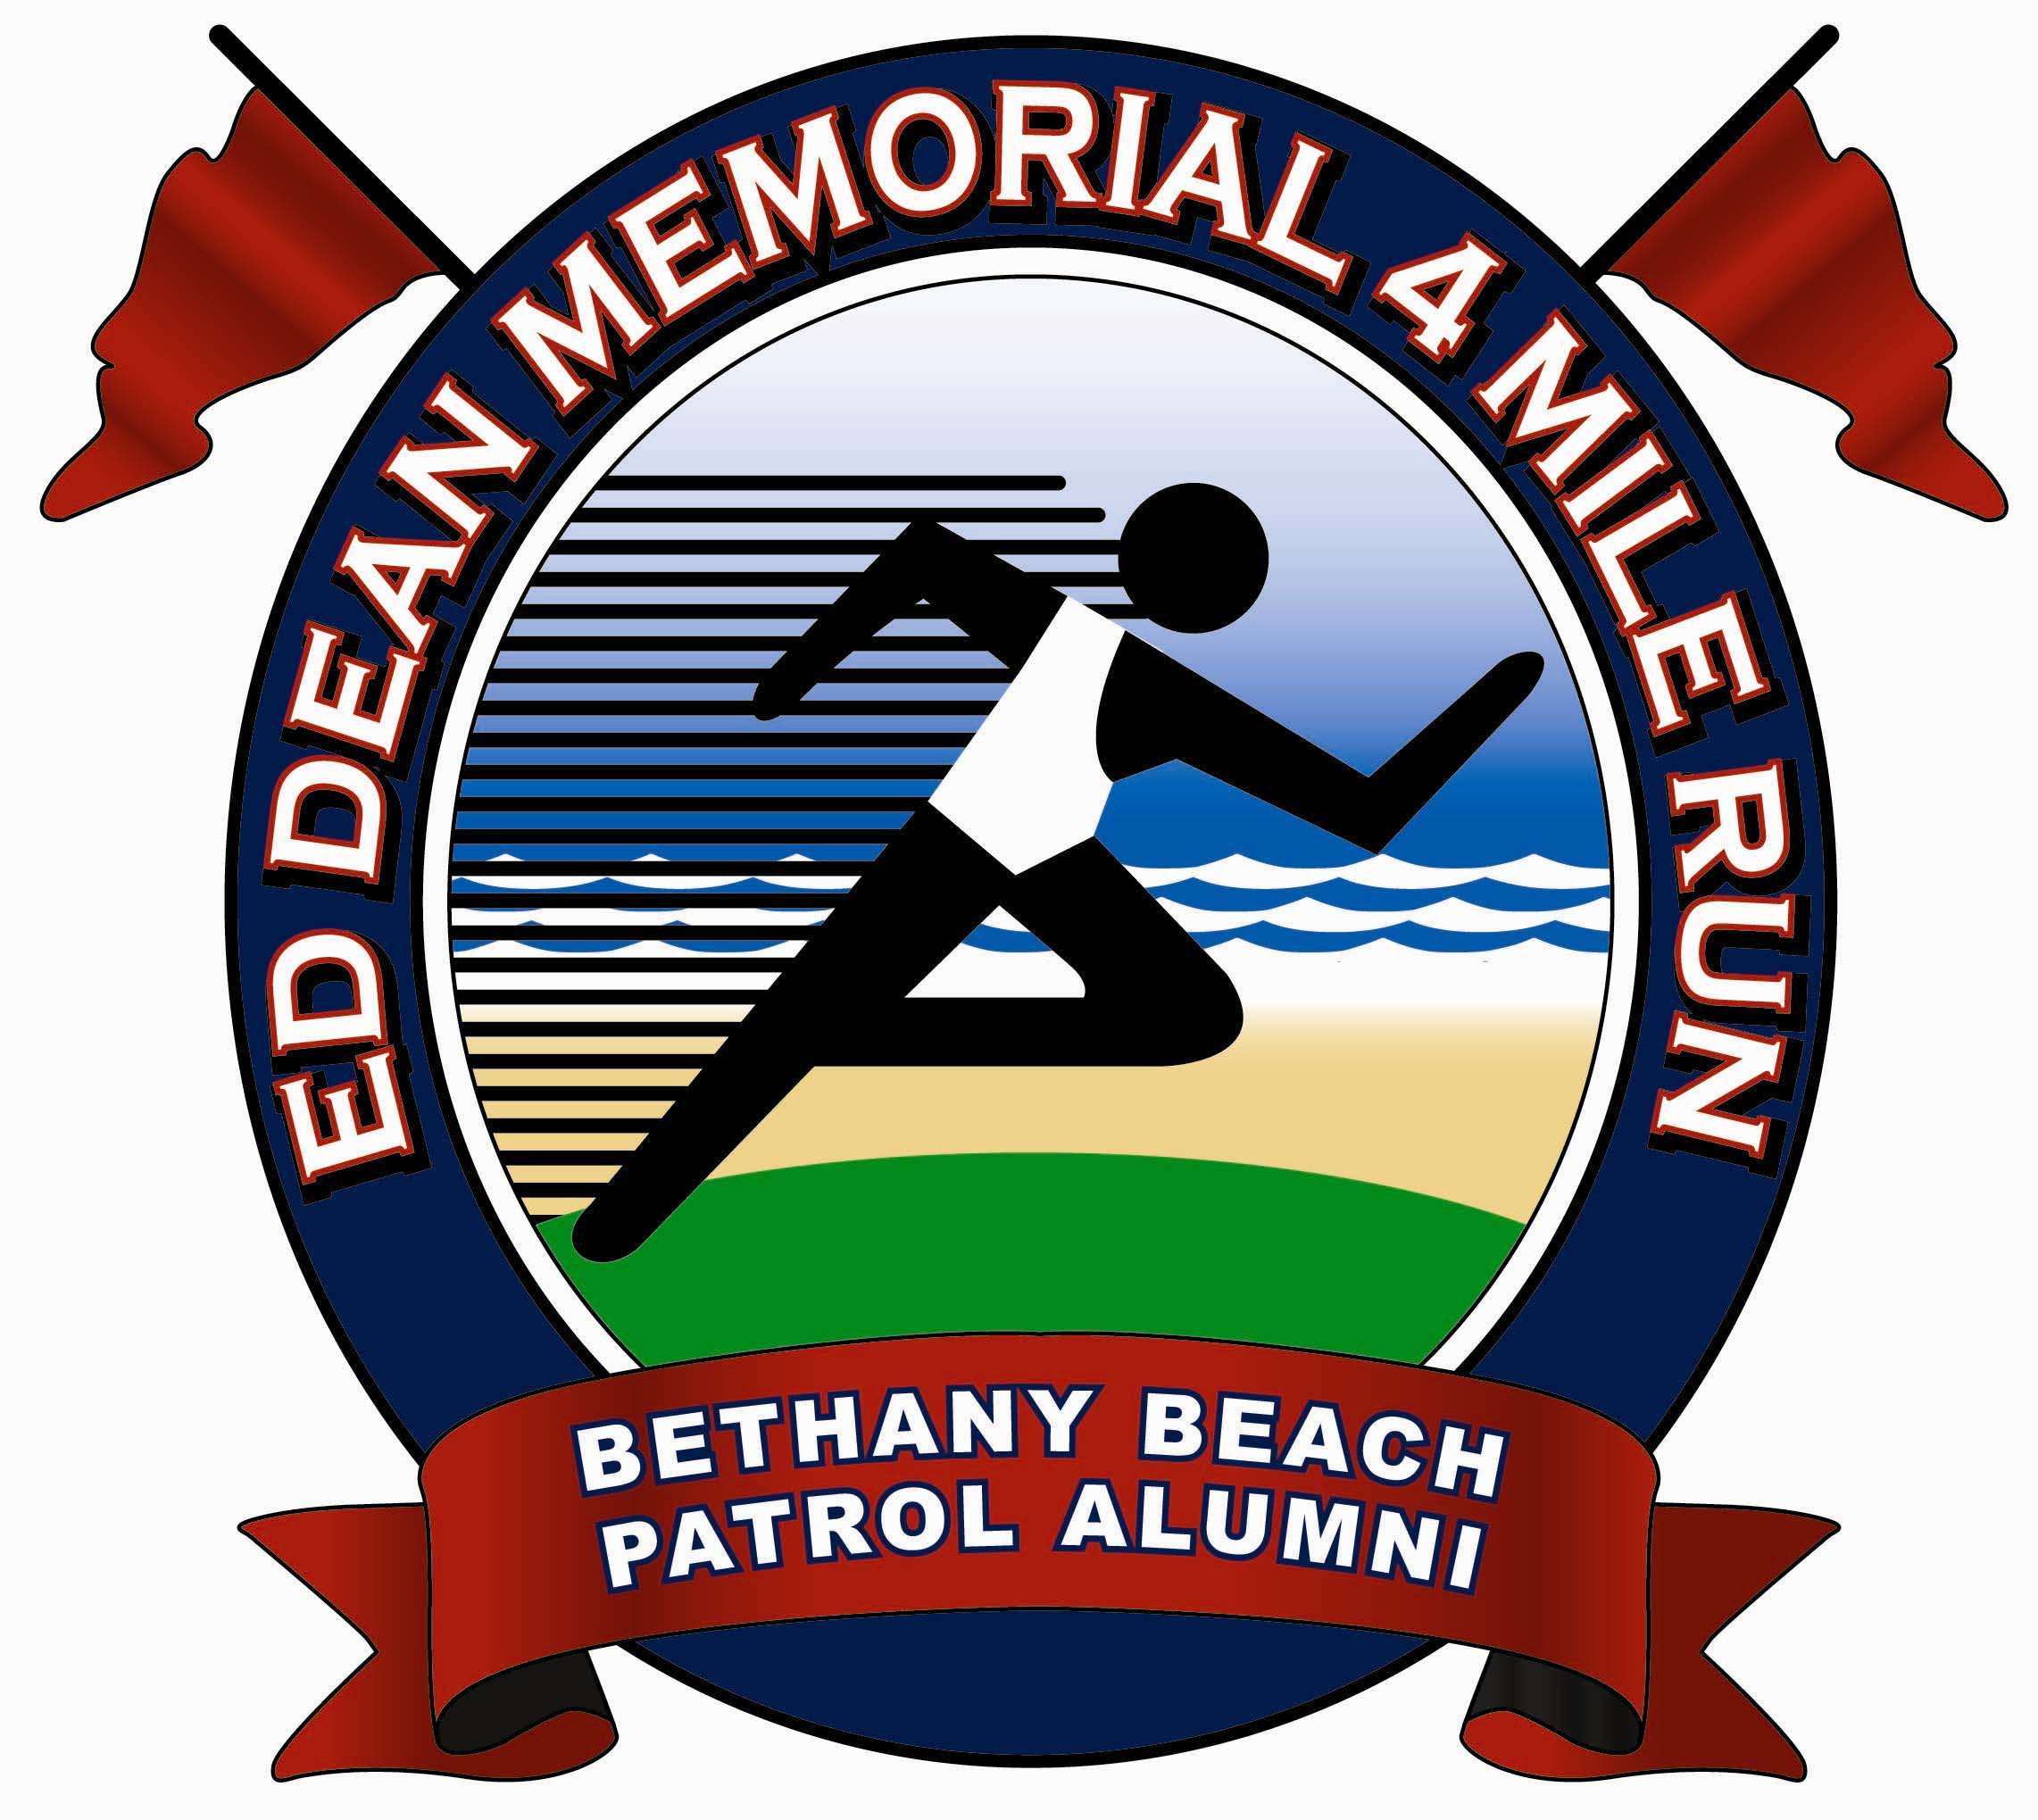 ED DEAN MEMORIAL 4 MILE RUN
BETHANY BEACH
PATROL ALUMNI